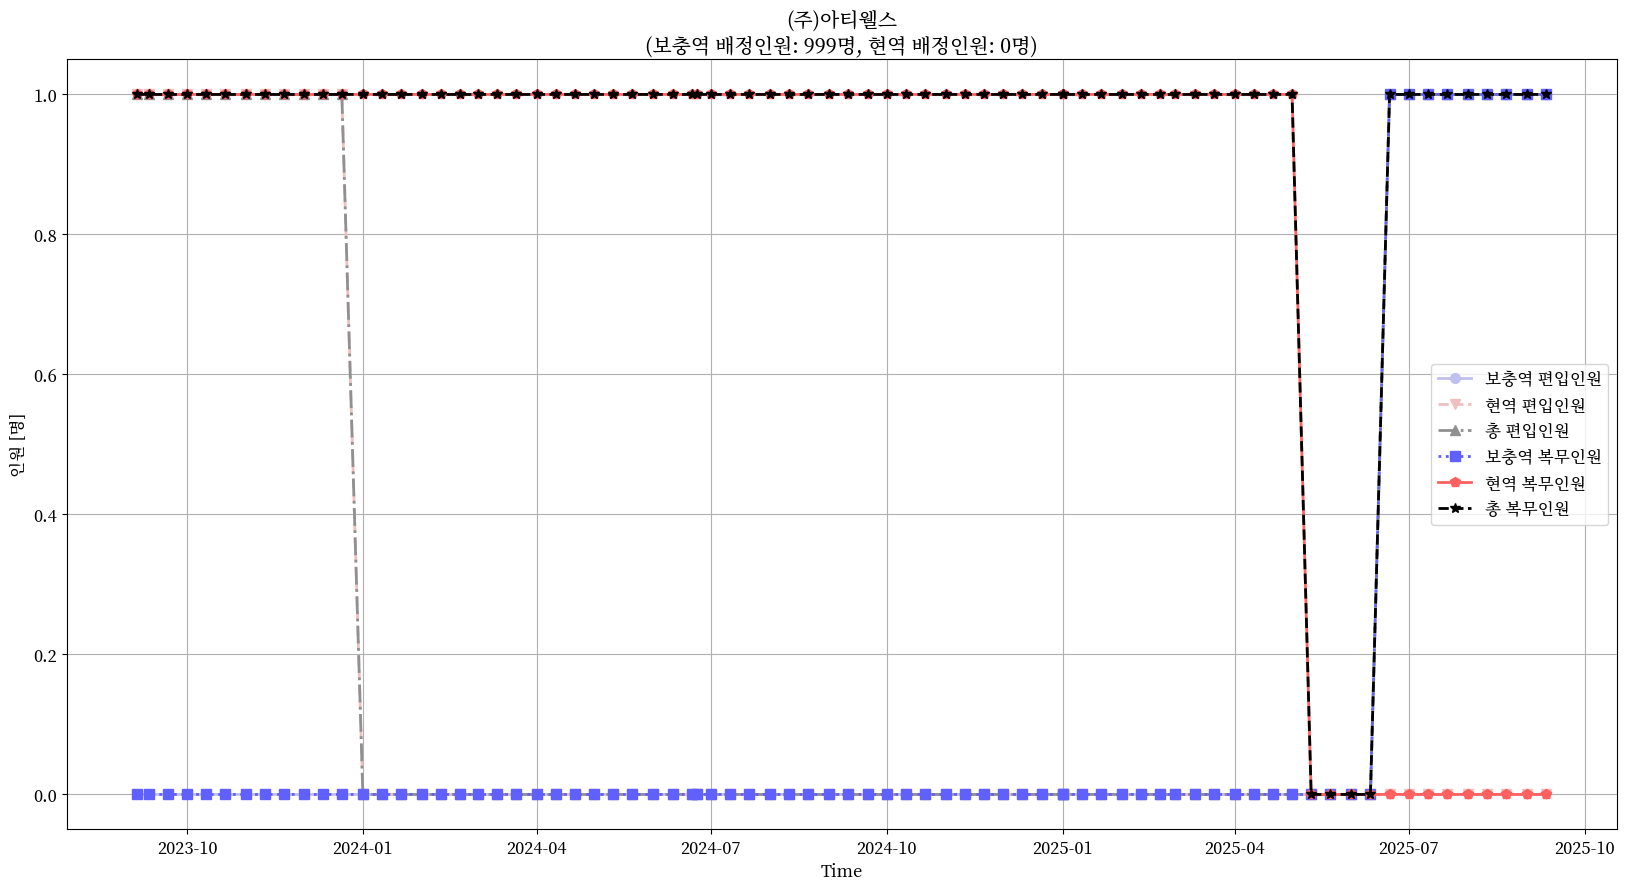 (주)아티웰스
(보충역 배정인원: 999명, 현역 배정인원: 0명)
1.0
0.8
0.6
0.4
0.2
0.0
인원 [명]
보충역 편입인원
현역 편입인원
총 편입인원
보충역 복무인원
현역 복무인원
총 복무인원
2023-10
2024-01
2024-04
2024-07
2024-10
2025-01
2025-04
2025-07
2025-10
Time